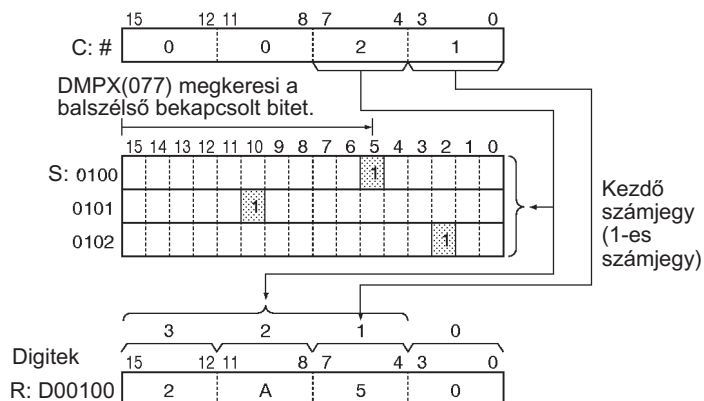 15 12 11 8 7 4 3 0
C: # 0 0 2 1
DMPX(077) megkeresi a
balszélső bekapcsolt bitet.
15 14 13 12 11 10 9 8 7 6 5 4 3 2 1 0
S: 0100 1
0101 1
0102 1
Kezdő
számjegy
(1-es
számjegy)
3 2 1 0
Digitek
15 12 11 8 7 4 3 0
R: D00100 2 A 5 0